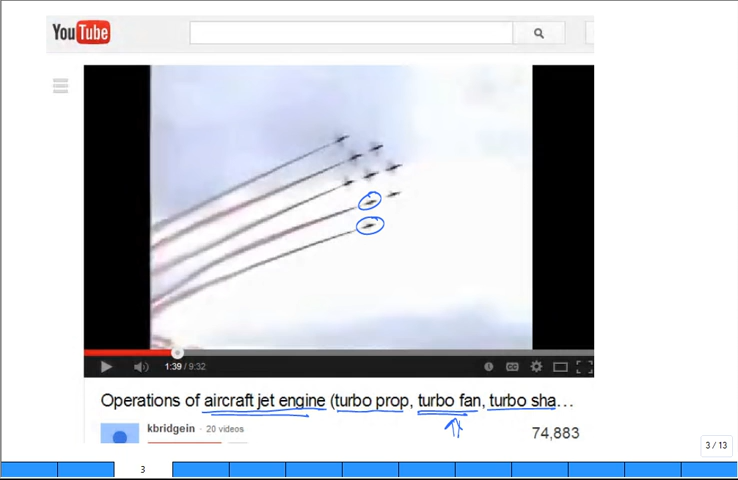 YouTube
1:39 / 9:32
CC
Operations of aircraft jet engine (turbo prop, turbo fan, turbo sha...
kbridgein · 20 videos
74,883
3 / 13
3